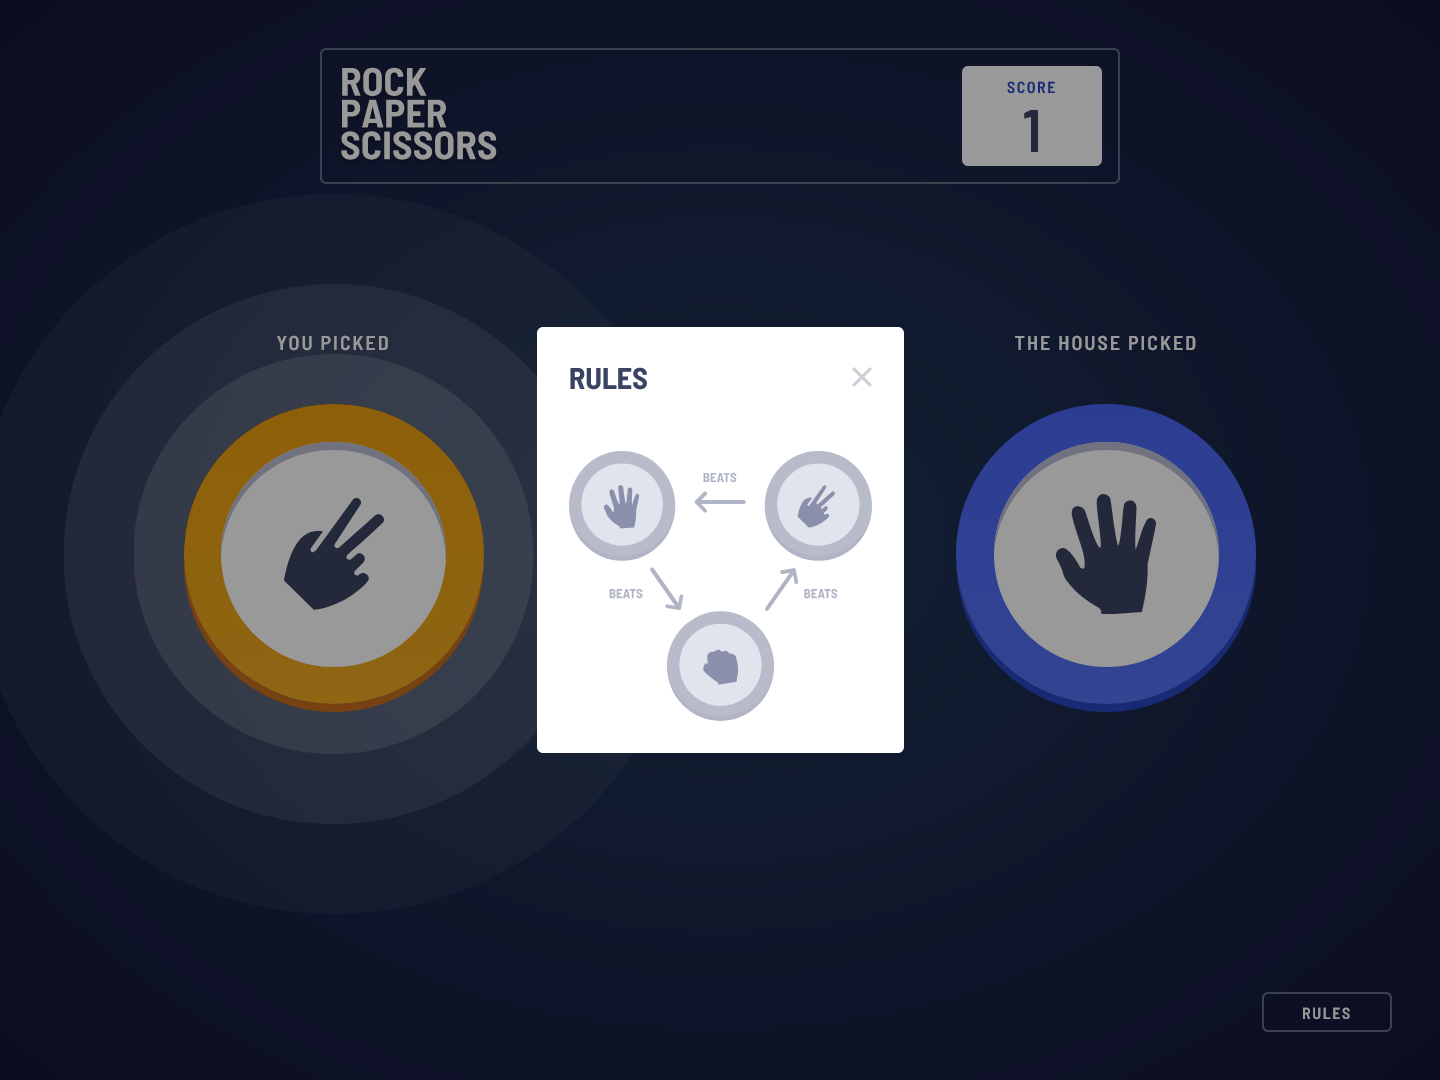 ROCK
PAPER
SCISSORS
SCORE
1
YOU PICKED
THE HOUSE PICKED
RULES
BEATS
BEATS
BEATS
RULES